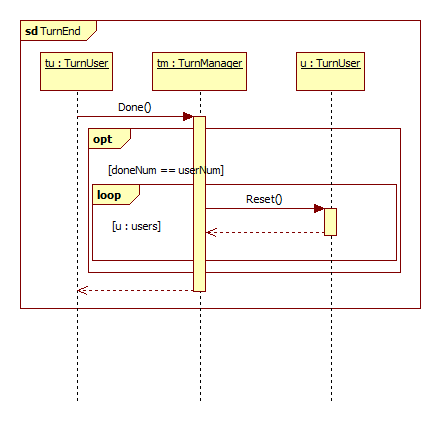 sd TurnEnd
tu : TurnUser
tm : TurnManager
u : TurnUser
Done()
opt
[doneNum == userNum]
loop
Reset()
[u : users]